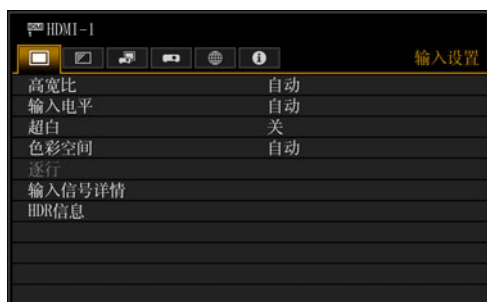 HDMI-1
输入设置
高宽比 自动
输入电平 自动
超白 关
色彩空间 自动
逐行
输入信号详情
HDR信息